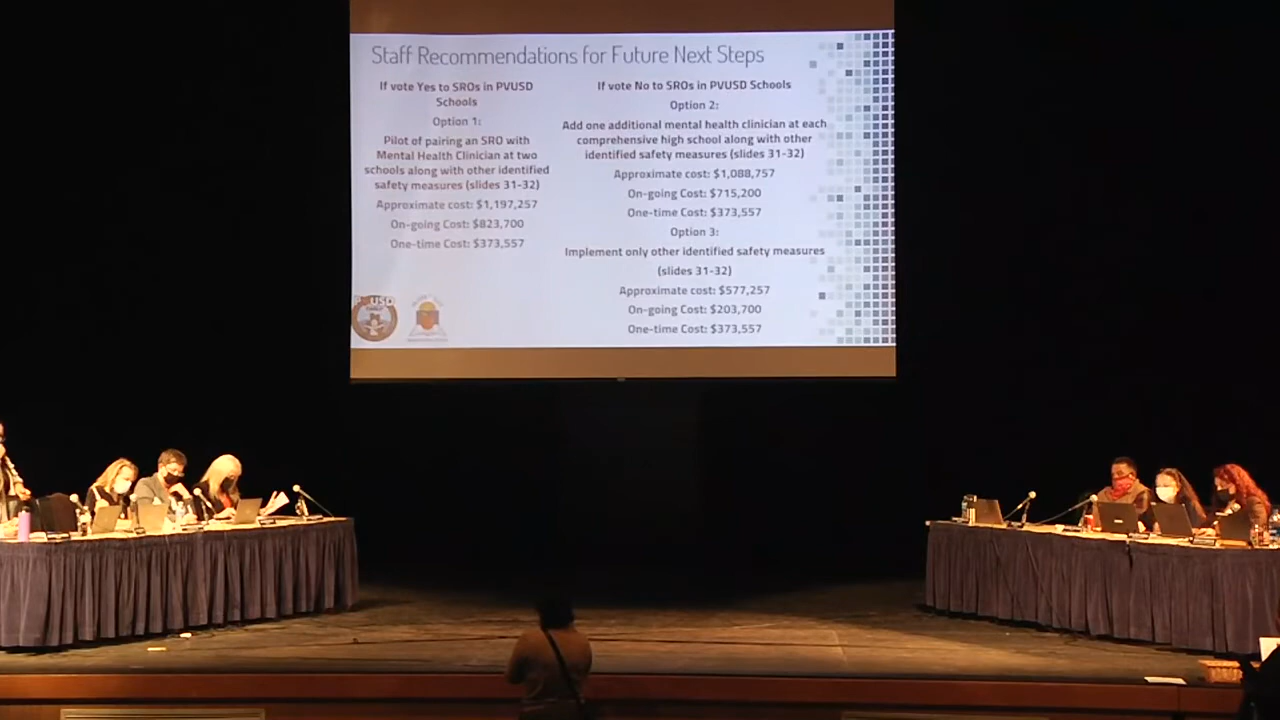 Staff Recommendations for Future Next Steps
If vote Yes to SROs in PVUSD
Schools
Option 1:
Pilot of pairing an SRO with
Mental Health Clinician at two
schools along with other identified
safety measures (slides 31-32)
Approximate cost: $1,197,257
On-going Cost: $823,700
One-time Cost: $373,557
If vote No to SROs in PVUSD Schools
Option 2:
Add one additional mental health clinician at each
comprehensive high school along with other
identified safety measures (slides 31-32)
Approximate cost: $1,088,757
On-going Cost: $715,200
One-time Cost: $373,557
Option 3:
Implement only other identified safety measures
(slides 31-32)
Approximate cost: $577,257
On-going Cost: $203,700
One-time Cost: $373,557